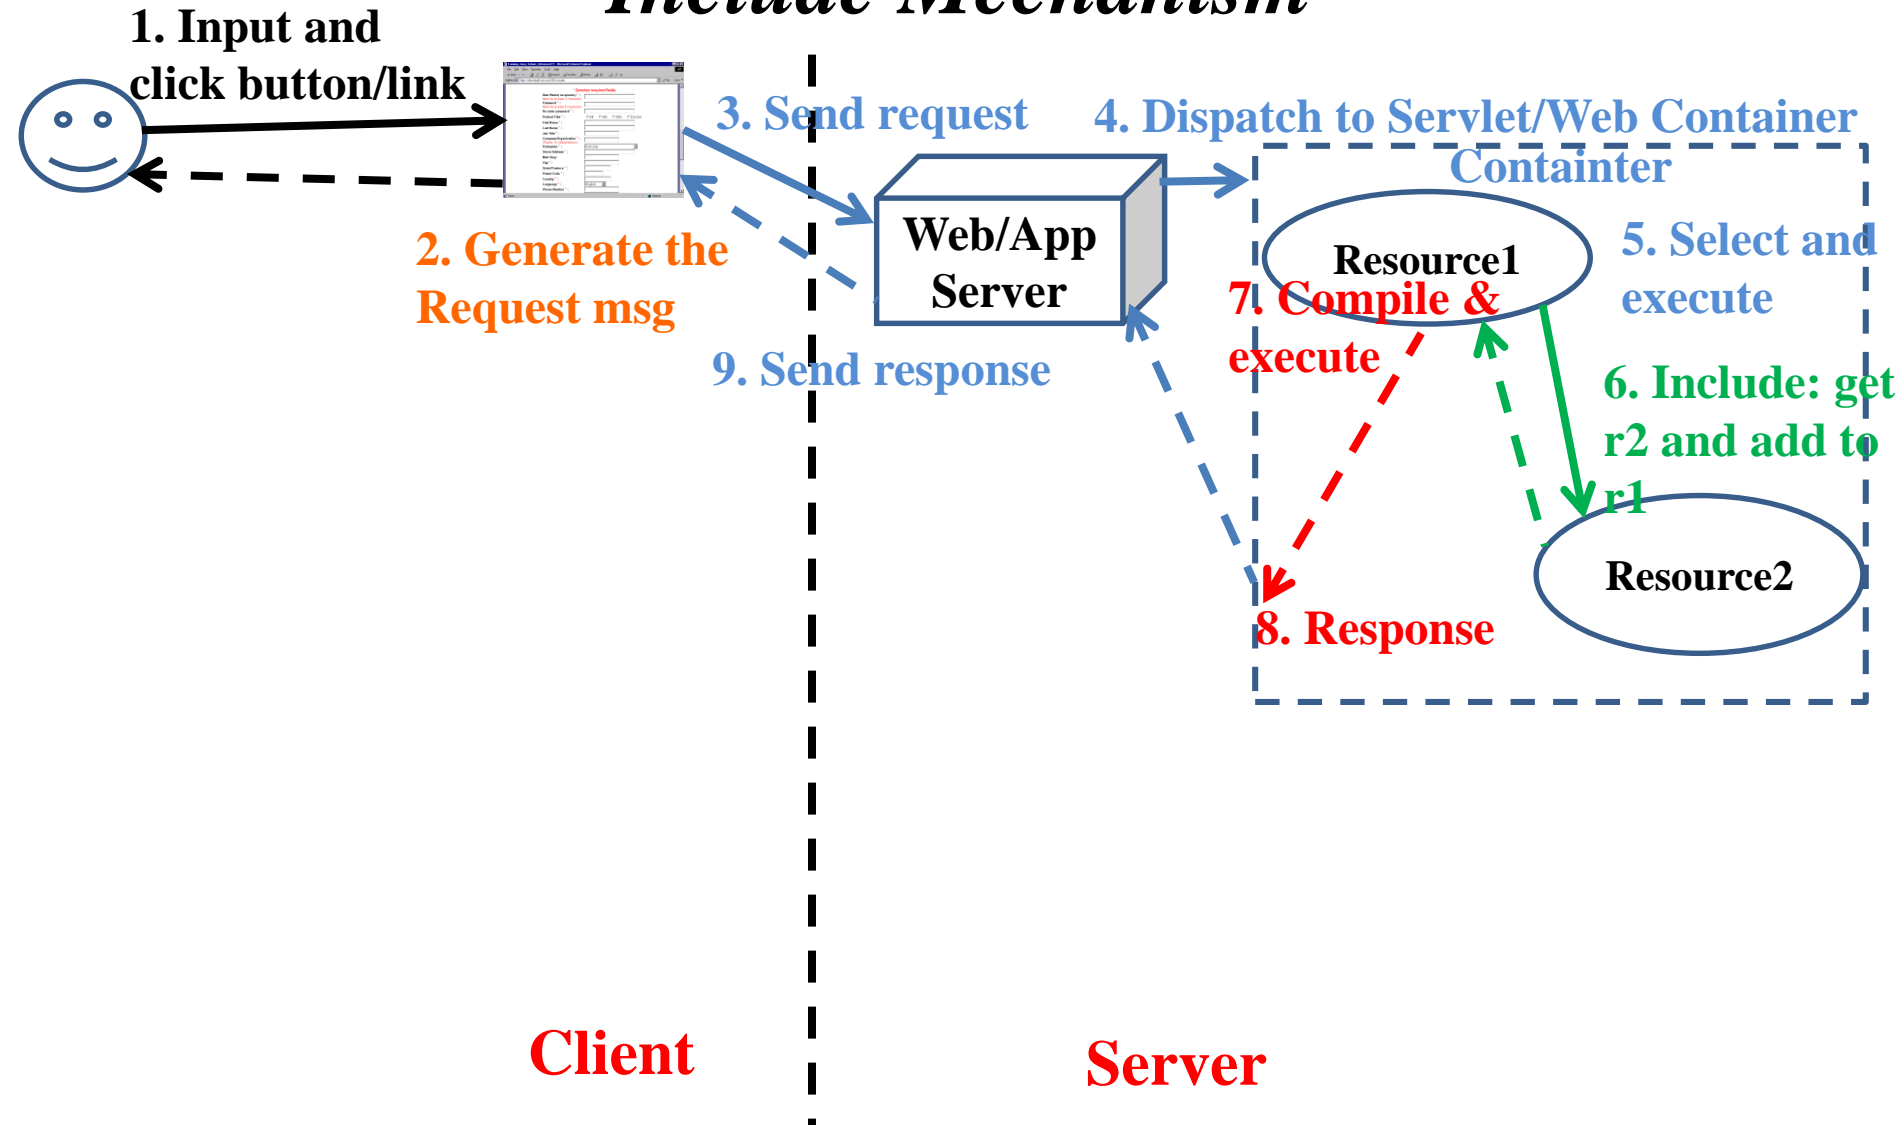 Include Mechanism
1. Input and
click button/link
3. Send request
4. Dispatch to Servlet/Web Container
Containter
2. Generate the
Request msg
Web/App
Server
Resource1
5. Select and
execute
7. Compile &
execute
9. Send response
6. Include: get
r2 and add to
r1
Resource2
8. Response
Client
Server